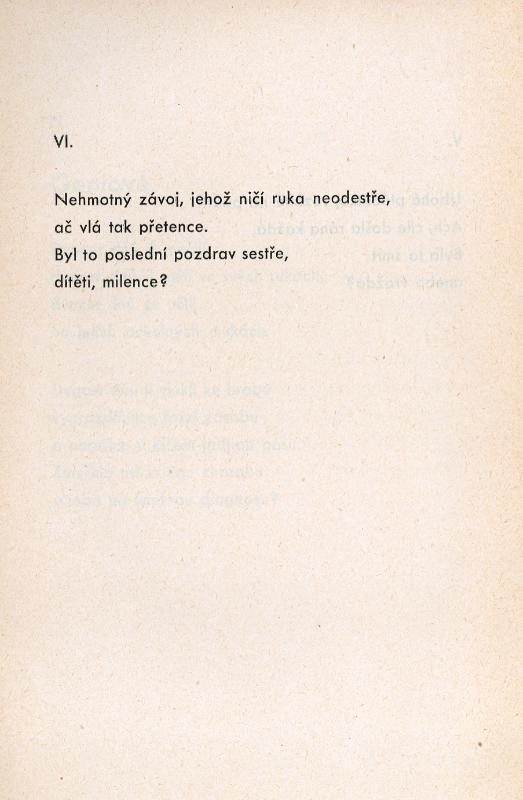 VI.
Nehmotný závoj, jehož ničí ruka neodestře,
ač vlá tak přetence.
Byl to poslední pozdrav sestře,
dítěti, milence?